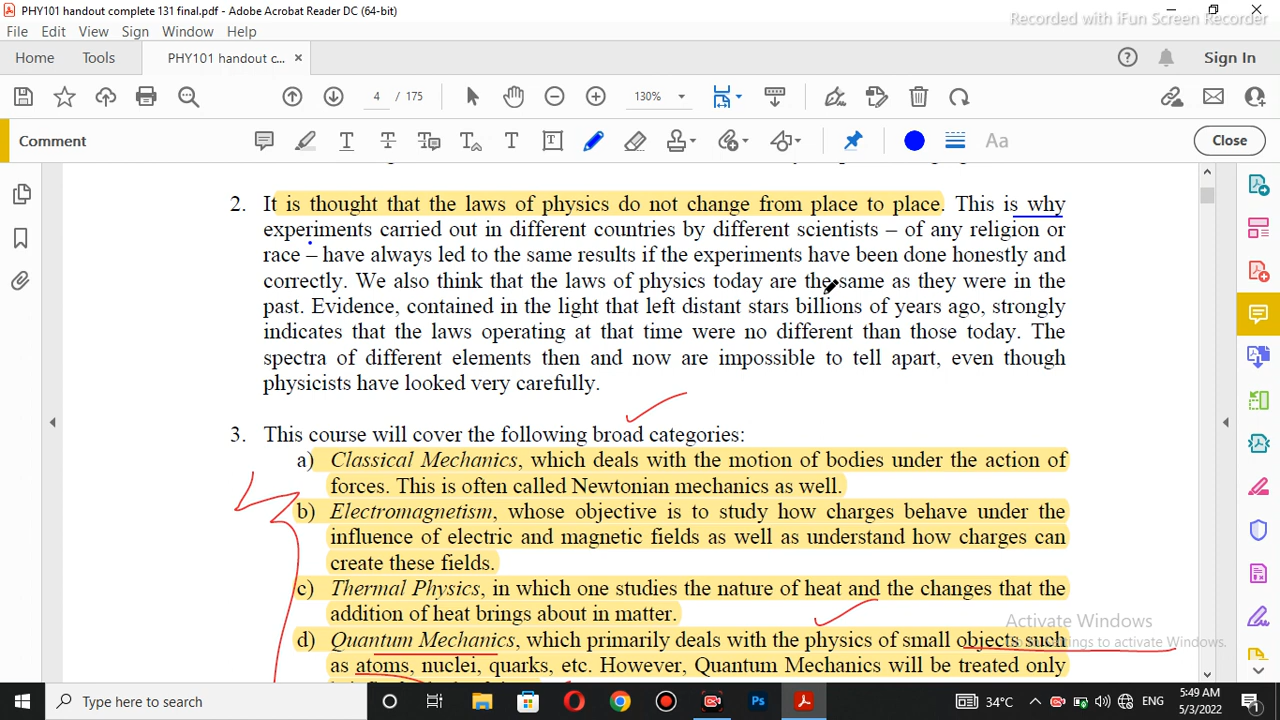 PHY101 handout complete 131 final.pdf - Adobe Acrobat Reader DC (64-bit)
Recorded with iFun Screen Recorder
File Edit View Sign Window Help
Home Tools PHY101 handout c... × Sign In
4 / 175 130%
Comment Aa Close
2. It is thought that the laws of physics do not change from place to place. This is why
experiments carried out in different countries by different scientists – of any religion or
race – have always led to the same results if the experiments have been done honestly and
correctly. We also think that the laws of physics today are the same as they were in the
past. Evidence, contained in the light that left distant stars billions of years ago, strongly
indicates that the laws operating at that time were no different than those today. The
spectra of different elements then and now are impossible to tell apart, even though
physicists have looked very carefully.
3. This course will cover the following broad categories:
a) Classical Mechanics, which deals with the motion of bodies under the action of
forces. This is often called Newtonian mechanics as well.
b) Electromagnetism, whose objective is to study how charges behave under the
influence of electric and magnetic fields as well as understand how charges can
create these fields.
c) Thermal Physics, in which one studies the nature of heat and the changes that the
addition of heat brings about in matter.
d) Quantum Mechanics, which primarily deals with the physics of small objects such
as atoms, nuclei, quarks, etc. However, Quantum Mechanics will be treated only
Activate Windows
to activate Windows.
Type here to search
34°C ENG 5:49 AM
5/3/2022